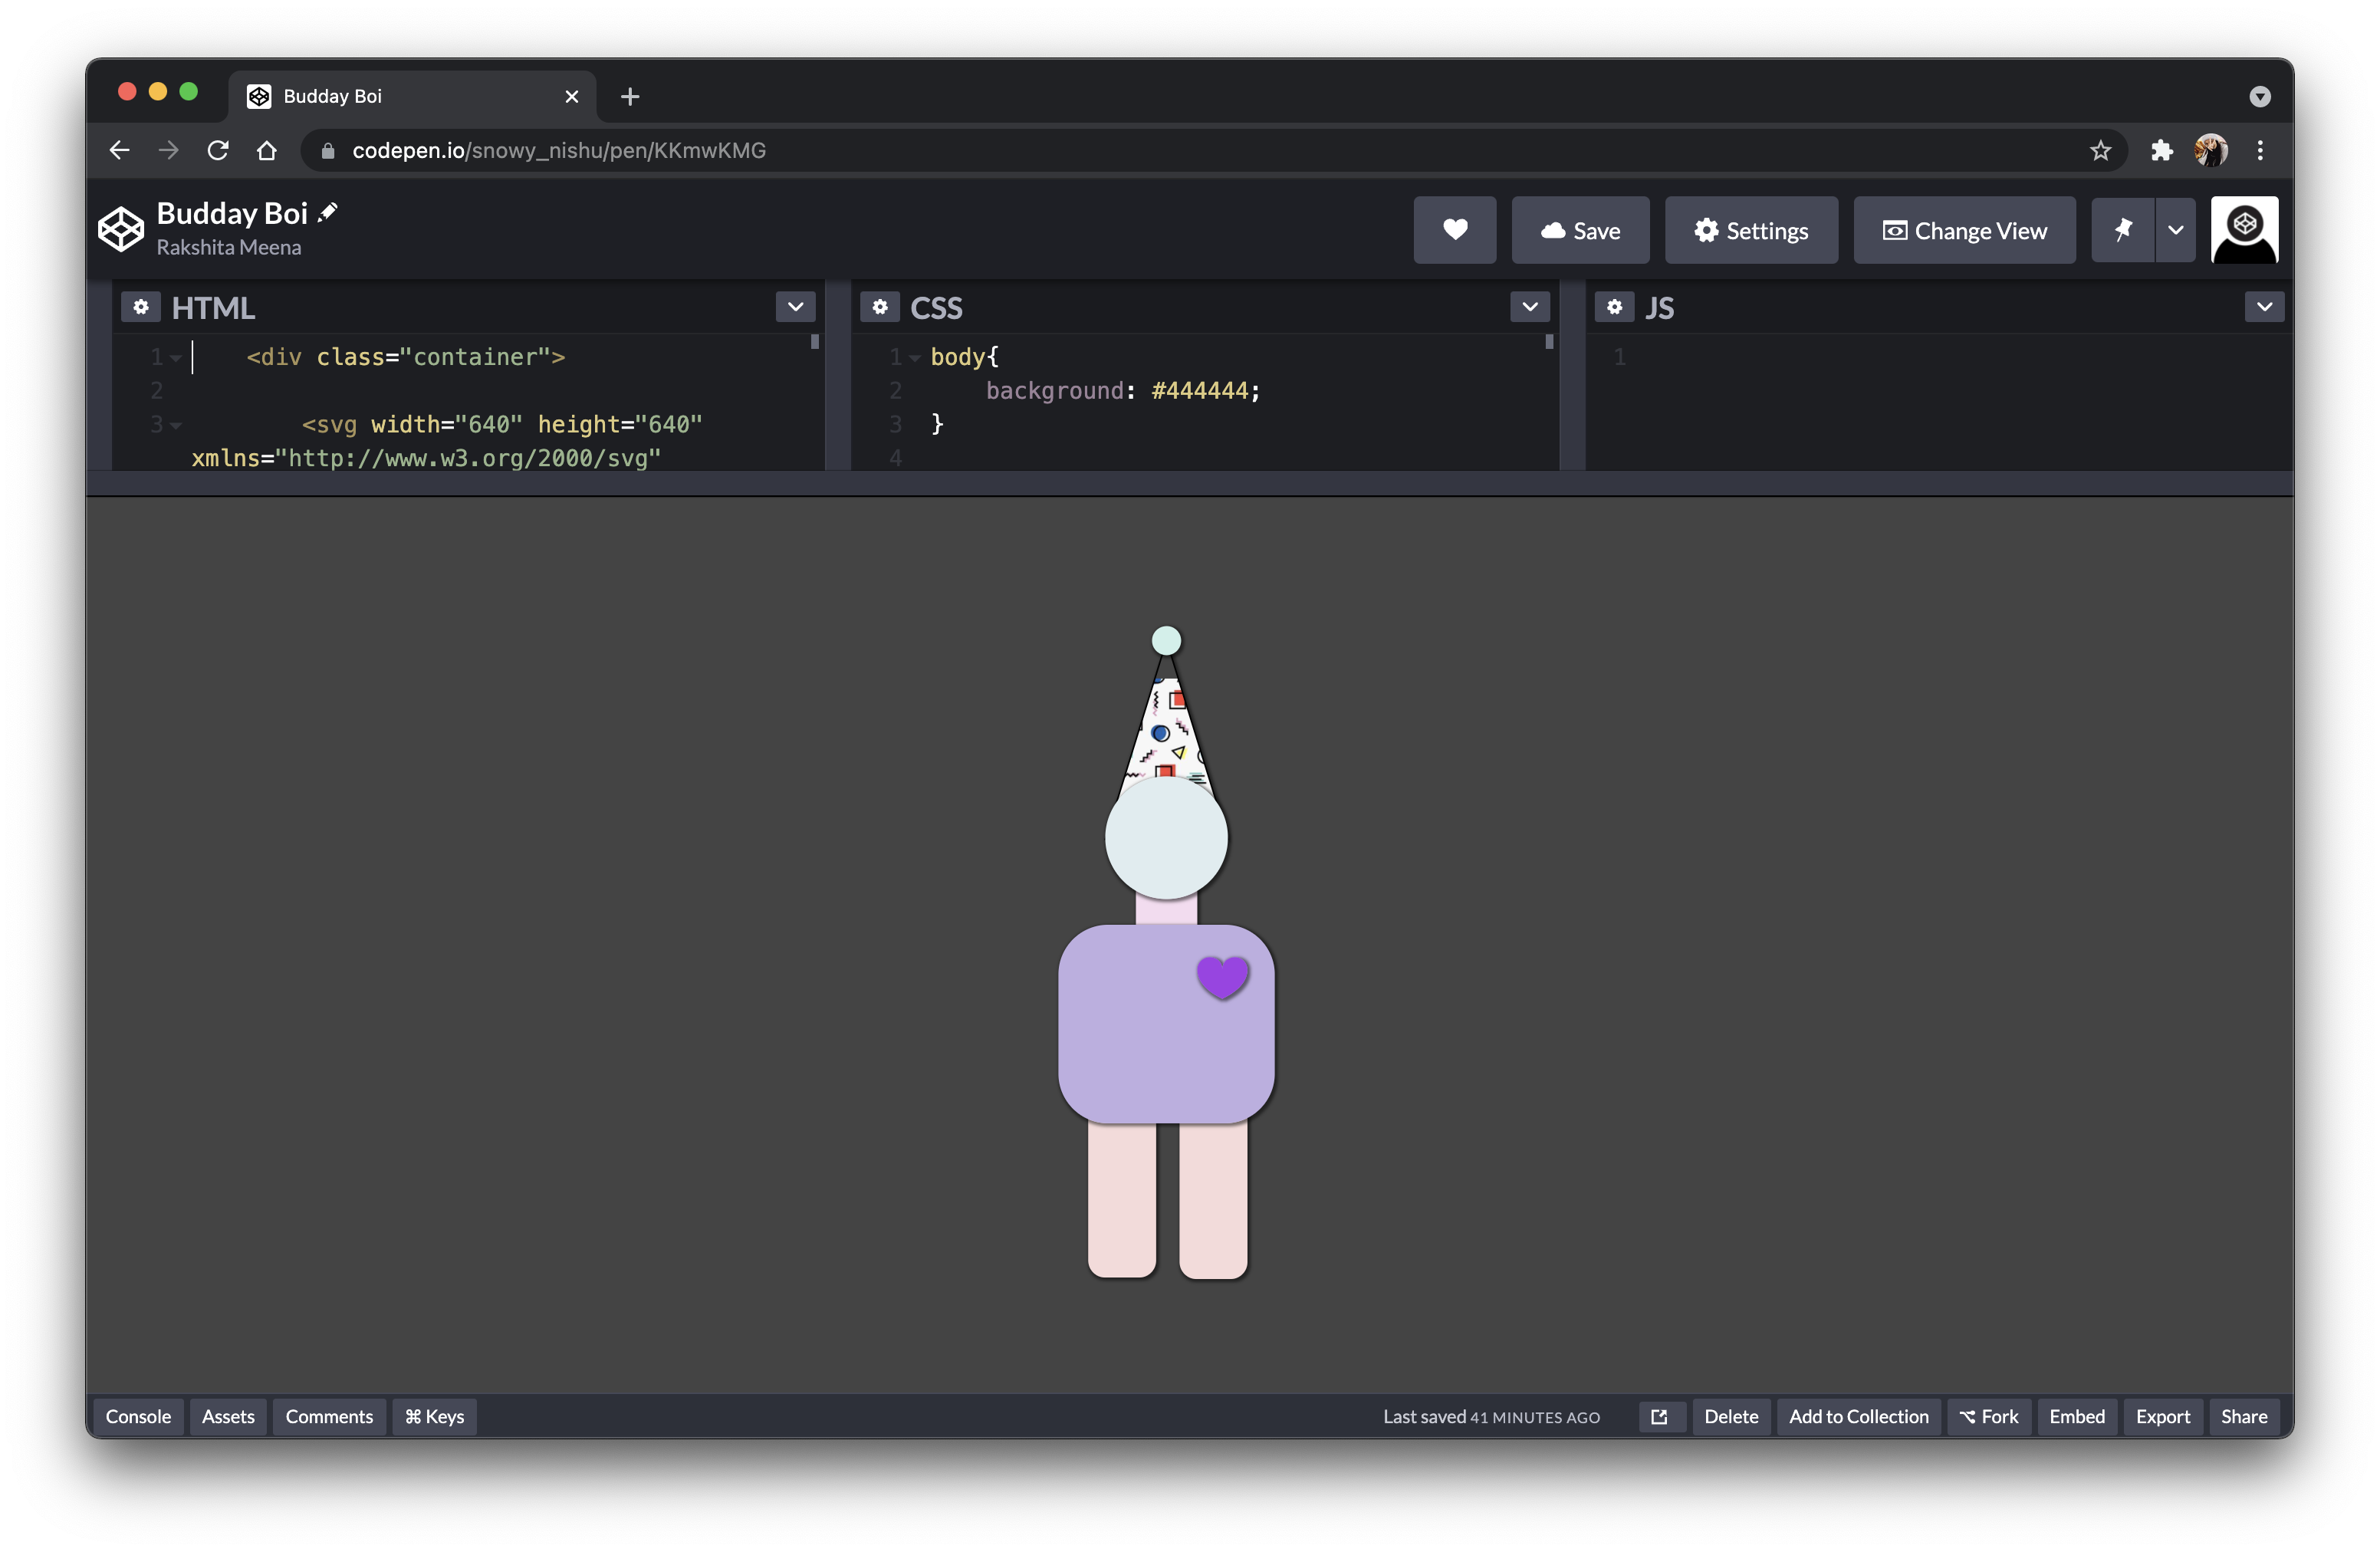 Budday Boi
codepen.io/snowy_nishu/pen/KKmwKMG
Budday Boi
Rakshita Meena
Save
Settings
Change View
HTML
1 <div class="container">
2
3 <svg width="640" height="640"
xmlns="http://www.w3.org/2000/svg"
CSS
1 body{
2 background: #444444;
3 }
4
JS
1
Console
Assets
Comments
⌘ Keys
Last saved 41 MINUTES AGO
Delete
Add to Collection
Fork
Embed
Export
Share